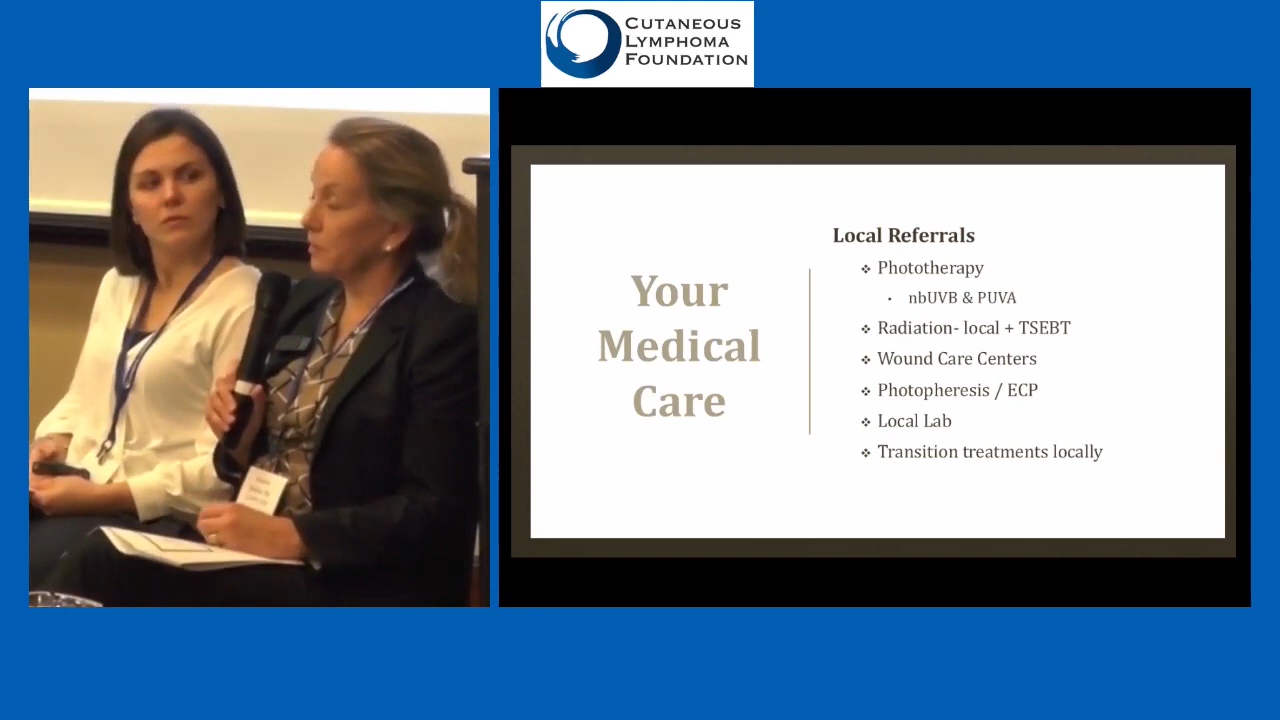 CUTANEOUS
LYMPHOMA
FOUNDATION
Your
Medical
Care
Local Referrals
❖ Phototherapy
• nbUVB & PUVA
❖ Radiation- local + TSEBT
❖ Wound Care Centers
❖ Photopheresis / ECP
❖ Local Lab
❖ Transition treatments locally